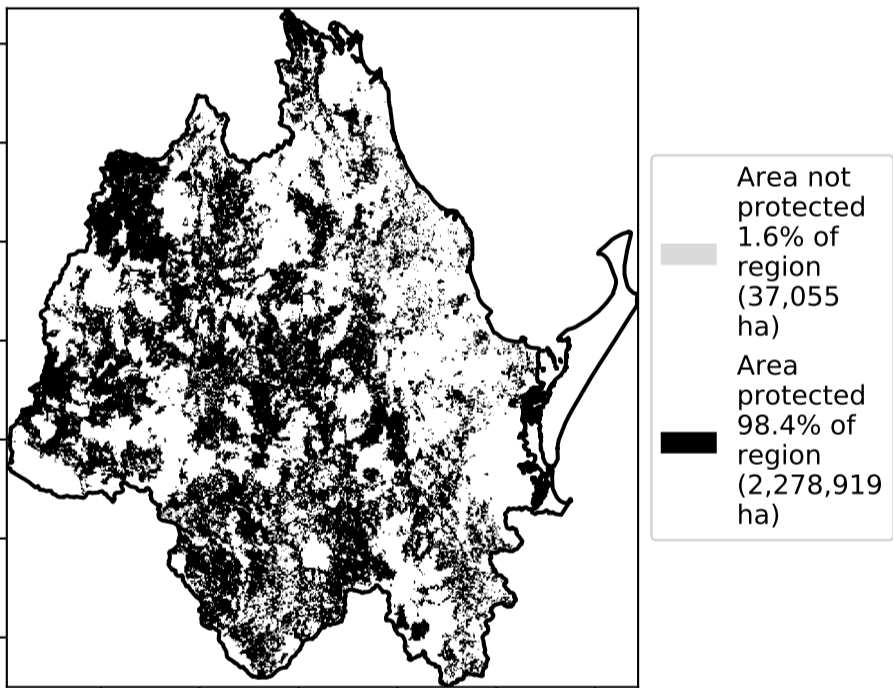 Area not
protected
1.6% of
region
(37,055
ha)
Area
protected
98.4% of
region
(2,278,919
ha)